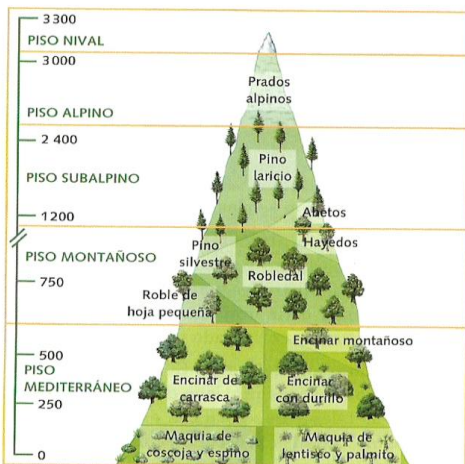 3300
PISO NIVAL
3000
PISO ALPINO
2 400
PISO SUBALPINO
1200
PISO MONTAÑOSO
750
500
PISO
MEDITERRÁNEO
250
0
Prados
alpinos
Pino
laricio
Abetos
Hayedos
Pino
silvestre
Robledal
Roble de
hoja pequeña
Encinar montañoso
Encinar de
carrasca
Encinar
con durillo
Maquia de
coscoja y espino
Maquia de
lentisco y palmito